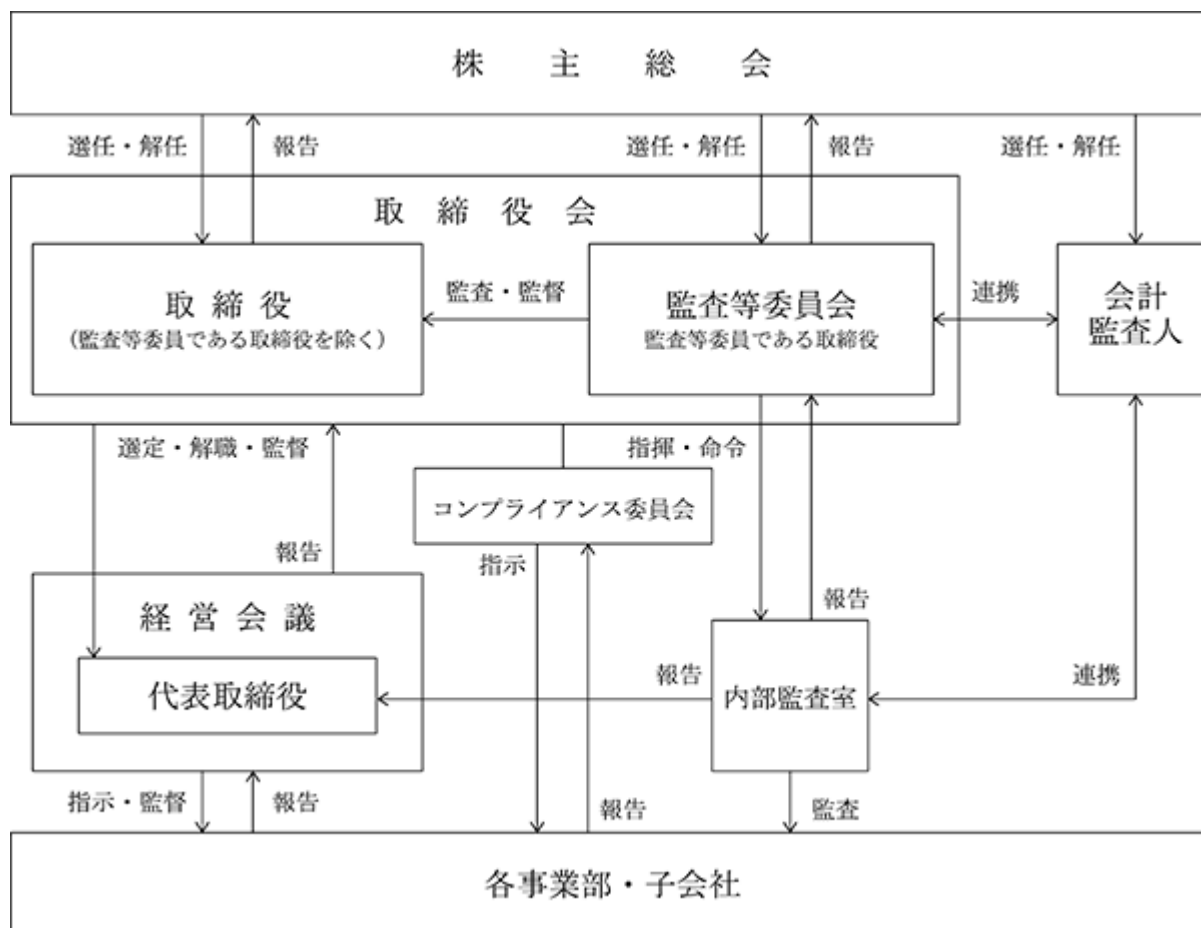 株主総会
選任・解任
報告
選任・解任
報告
選任・解任
取締役会
取締役
(監査等委員である取締役を除く)
監査・監督
監査等委員会
監査等委員である取締役
連携
会計
監査人
選定・解職・監督
指揮・命令
コンプライアンス委員会
報告
指示
経営会議
代表取締役
報告
報告
内部監査室
連携
指示・監督
報告
報告
監査
各事業部・子会社